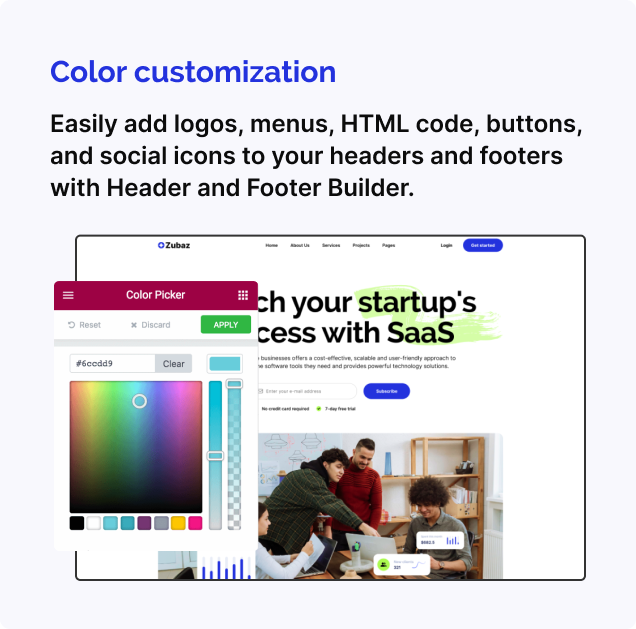 Color customization
Easily add logos, menus, HTML code, buttons,
and social icons to your headers and footers
with Header and Footer Builder.
Zubaz
Home About Us Services Projects Pages
Login Get started
Color Picker
Reset Discard APPLY
#6ccdd9 Clear
ch your startup's
cess with SaaS
businesses offers a cost-effective, scalable and user-friendly approach to
he software tools they need and provides powerful technology solutions.
Enter your e-mail address Subscribe
No credit card required 7-day free trial
$682.5
321